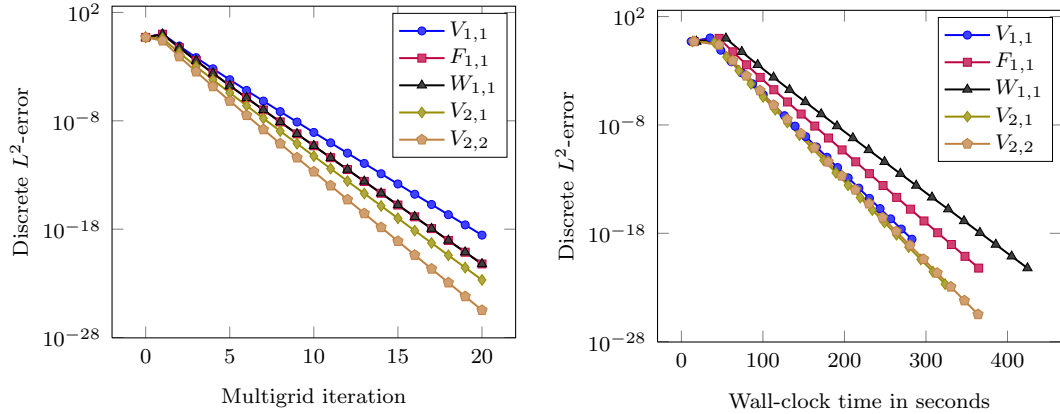 10^2
10^−8
10^−18
10^−28
Discrete L^2-error
0
5
10
15
20
Multigrid iteration
V_{1,1}
F_{1,1}
W_{1,1}
V_{2,1}
V_{2,2}
10^2
10^−8
10^−18
10^−28
Discrete L^2-error
0
100
200
300
400
Wall-clock time in seconds
V_{1,1}
F_{1,1}
W_{1,1}
V_{2,1}
V_{2,2}